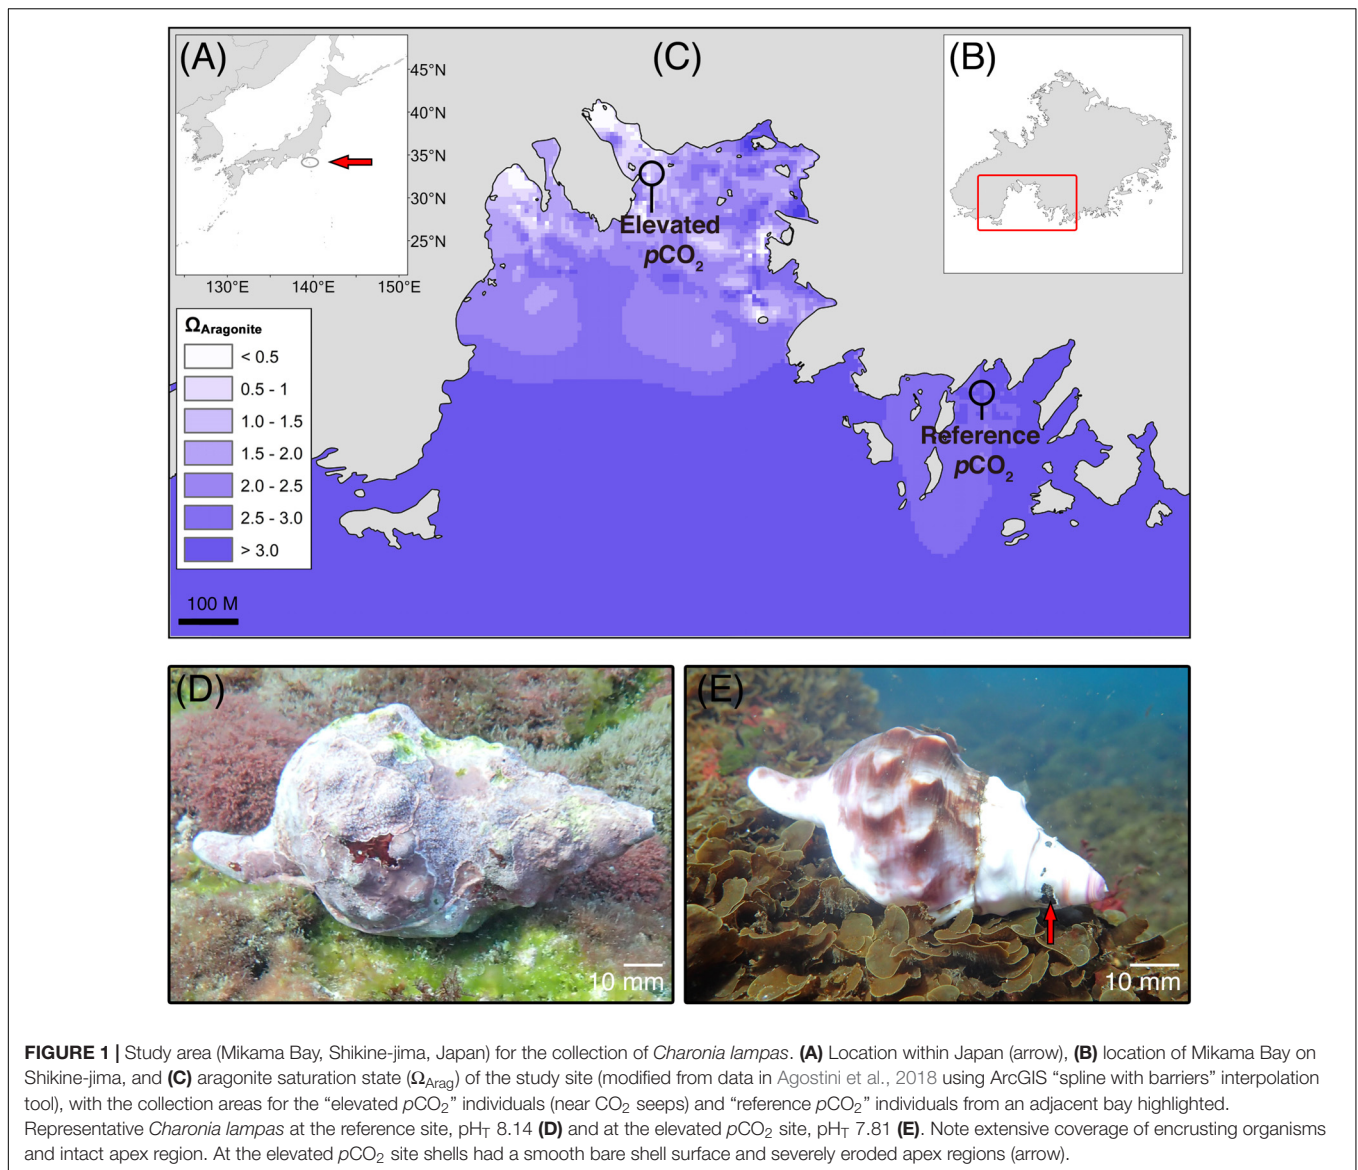 (A)
45°N
40°N
35°N
30°N
25°N
130°E 140°E 150°E
(C)
(B)
Elevated
pCO₂
Reference
pCO₂
Ω_Aragonite
< 0.5
0.5 - 1
1.0 - 1.5
1.5 - 2.0
2.0 - 2.5
2.5 - 3.0
> 3.0
100 M
(D)
10 mm
(E)
10 mm
FIGURE 1 | Study area (Mikama Bay, Shikine-jima, Japan) for the collection of Charonia lampas. (A) Location within Japan (arrow), (B) location of Mikama Bay on
Shikine-jima, and (C) aragonite saturation state (Ω_Arag) of the study site (modified from data in Agostini et al., 2018 using ArcGIS “spline with barriers” interpolation
tool), with the collection areas for the “elevated pCO₂” individuals (near CO₂ seeps) and “reference pCO₂” individuals from an adjacent bay highlighted.
Representative Charonia lampas at the reference site, pH_T 8.14 (D) and at the elevated pCO₂ site, pH_T 7.81 (E). Note extensive coverage of encrusting organisms
and intact apex region. At the elevated pCO₂ site shells had a smooth bare shell surface and severely eroded apex regions (arrow).